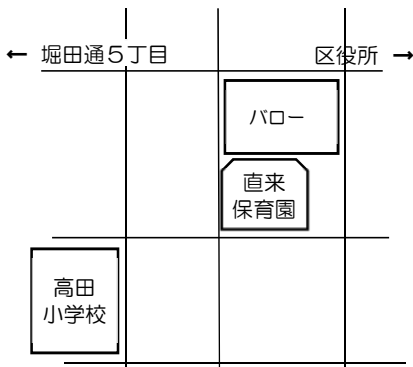 ← 堀田通５丁目
区役所 →
バロー
直来
保育園
高田
小学校